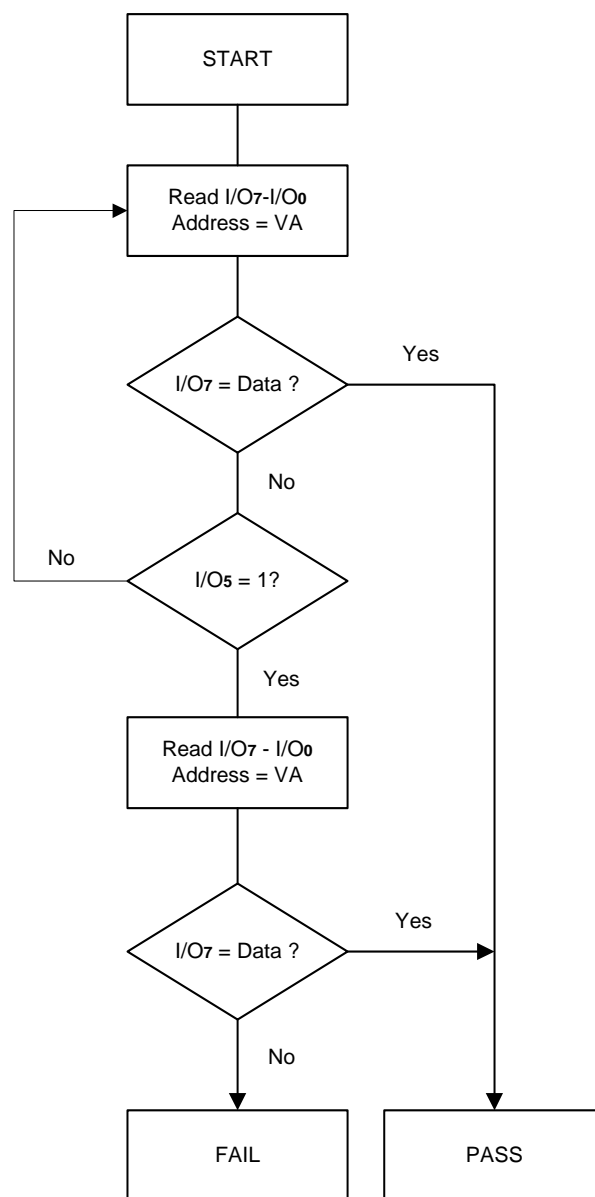 START
Read I/O7-I/O0
Address = VA
I/O7 = Data ?
Yes
No
I/O5 = 1?
No
Yes
Read I/O7 - I/O0
Address = VA
I/O7 = Data ?
Yes
No
FAIL
PASS